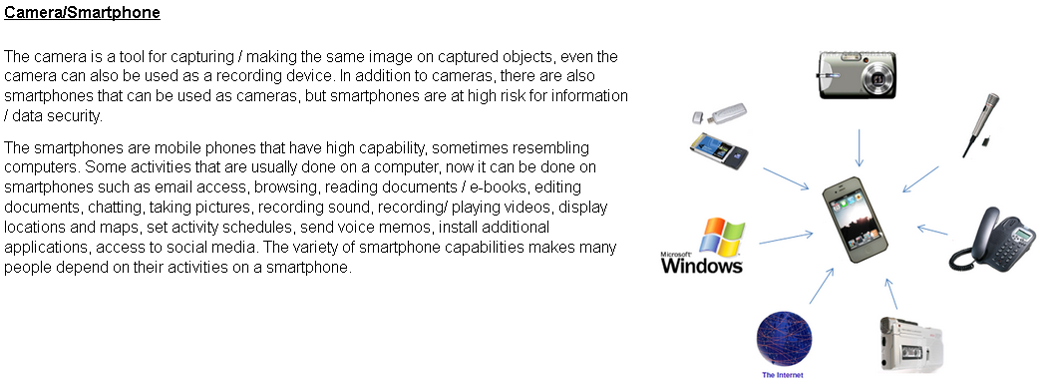 Camera/Smartphone
The camera is a tool for capturing / making the same image on captured objects, even the
camera can also be used as a recording device. In addition to cameras, there are also
smartphones that can be used as cameras, but smartphones are at high risk for information
/ data security.
The smartphones are mobile phones that have high capability, sometimes resembling
computers. Some activities that are usually done on a computer, now it can be done on
smartphones such as email access, browsing, reading documents / e-books, editing
documents, chatting, taking pictures, recording sound, recording/ playing videos, display
locations and maps, set activity schedules, send voice memos, install additional
applications, access to social media. The variety of smartphone capabilities makes many
people depend on their activities on a smartphone.
Microsoft
Windows
The Internet